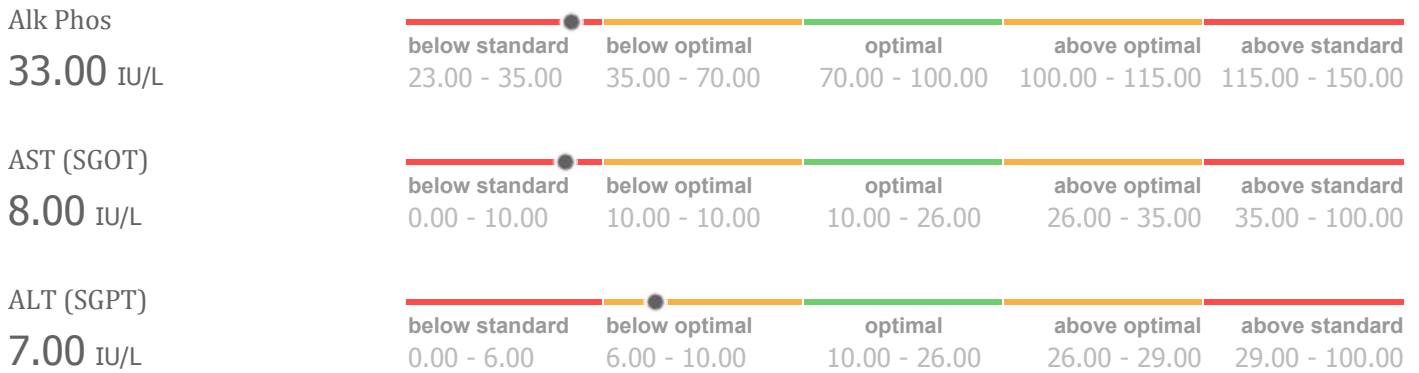 Alk Phos
33.00 IU/L
below standard below optimal optimal above optimal above standard
23.00 - 35.00 35.00 - 70.00 70.00 - 100.00 100.00 - 115.00 115.00 - 150.00
AST (SGOT)
8.00 IU/L
below standard below optimal optimal above optimal above standard
0.00 - 10.00 10.00 - 10.00 10.00 - 26.00 26.00 - 35.00 35.00 - 100.00
ALT (SGPT)
7.00 IU/L
below standard below optimal optimal above optimal above standard
0.00 - 6.00 6.00 - 10.00 10.00 - 26.00 26.00 - 29.00 29.00 - 100.00